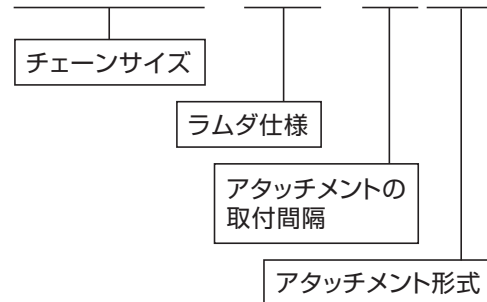 チェーンサイズ
ラムダ仕様
アタッチメントの
取付間隔
アタッチメント形式